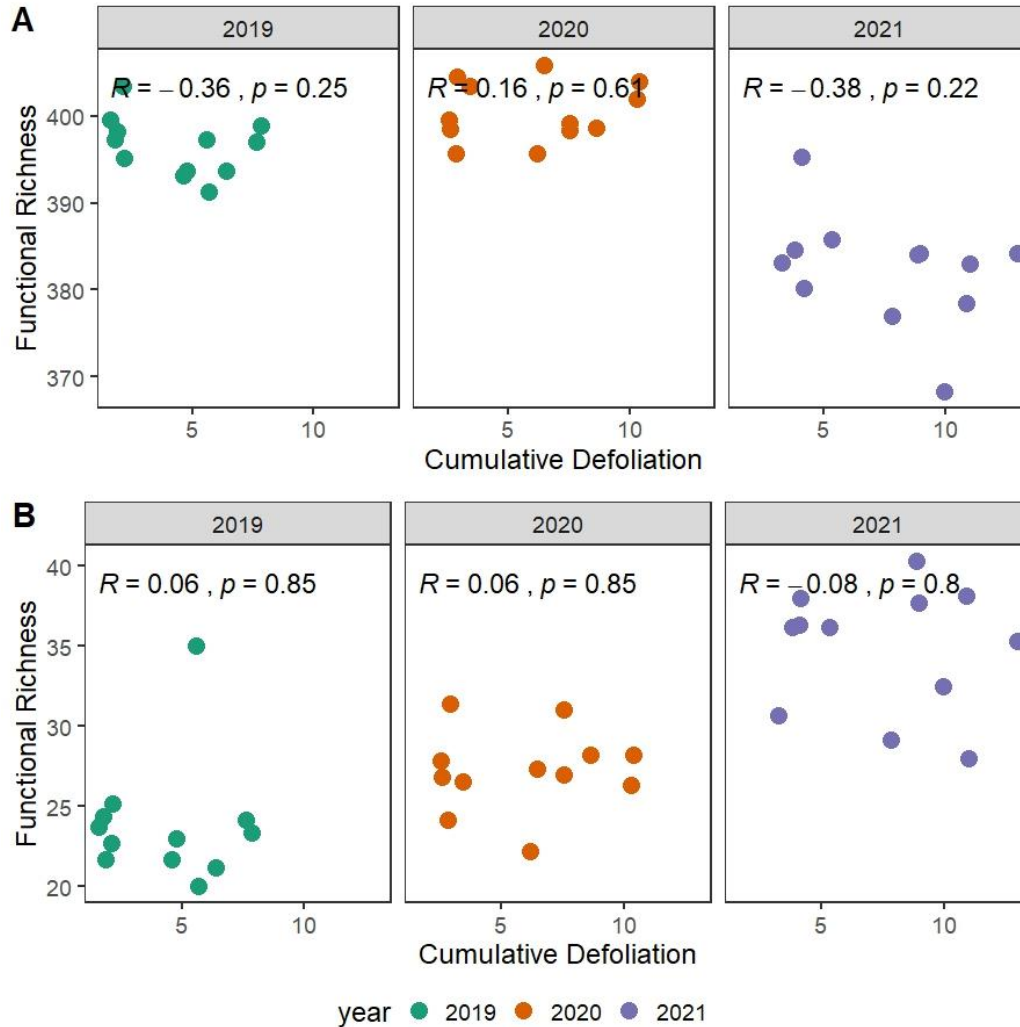 A
2019 2020 2021
R = −0.36 , p = 0.25 R = 0.16 , p = 0.61 R = −0.38 , p = 0.22
400
390
380
370
Functional Richness
5 10 5 10 5 10
Cumulative Defoliation
B
2019 2020 2021
R = 0.06 , p = 0.85 R = 0.06 , p = 0.85 R = −0.08 , p = 0.8
40
35
30
25
20
Functional Richness
5 10 5 10 5 10
Cumulative Defoliation
year 2019 2020 2021